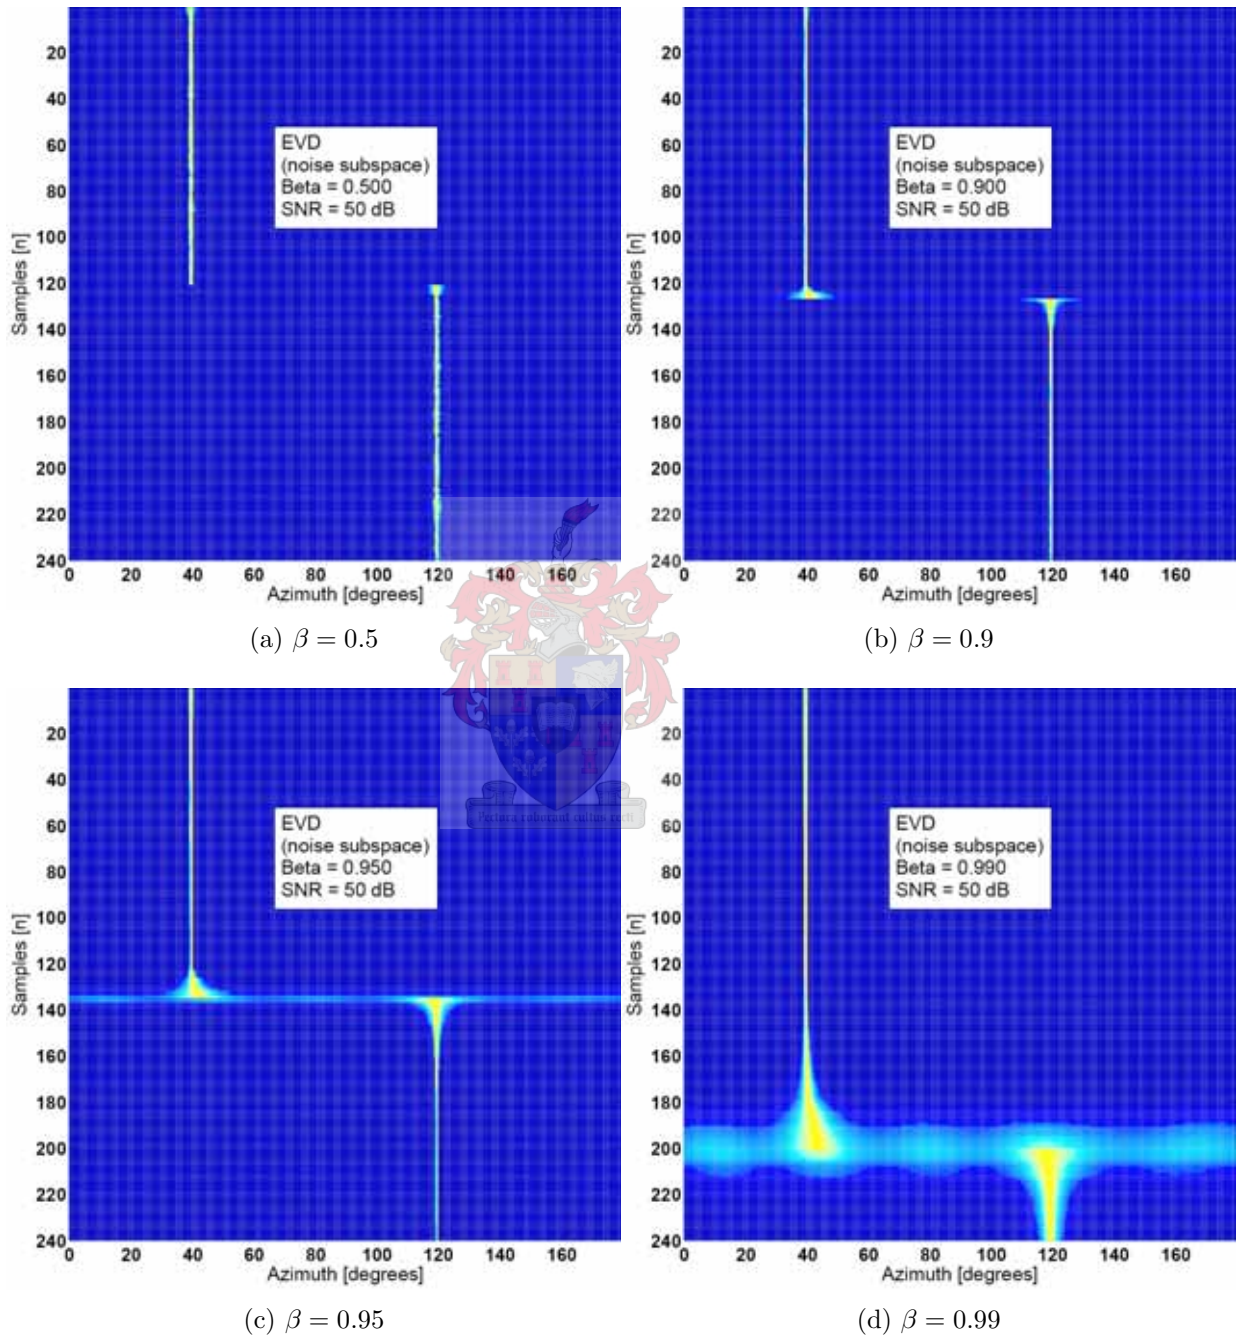 20
40
60
80
100
120
140
160
180
200
220
240
Samples [n]
EVD
(noise subspace)
Beta = 0.500
SNR = 50 dB
0 20 40 60 80 100 120 140 160
Azimuth [degrees]
(a) β = 0.5
20
40
60
80
100
120
140
160
180
200
220
240
Samples [n]
EVD
(noise subspace)
Beta = 0.900
SNR = 50 dB
0 20 40 60 80 100 120 140 160
Azimuth [degrees]
(b) β = 0.9
20
40
60
80
100
120
140
160
180
200
220
240
Samples [n]
EVD
(noise subspace)
Beta = 0.950
SNR = 50 dB
Pectora roborant cultus recti
0 20 40 60 80 100 120 140 160
Azimuth [degrees]
(c) β = 0.95
20
40
60
80
100
120
140
160
180
200
220
240
Samples [n]
EVD
(noise subspace)
Beta = 0.990
SNR = 50 dB
0 20 40 60 80 100 120 140 160
Azimuth [degrees]
(d) β = 0.99